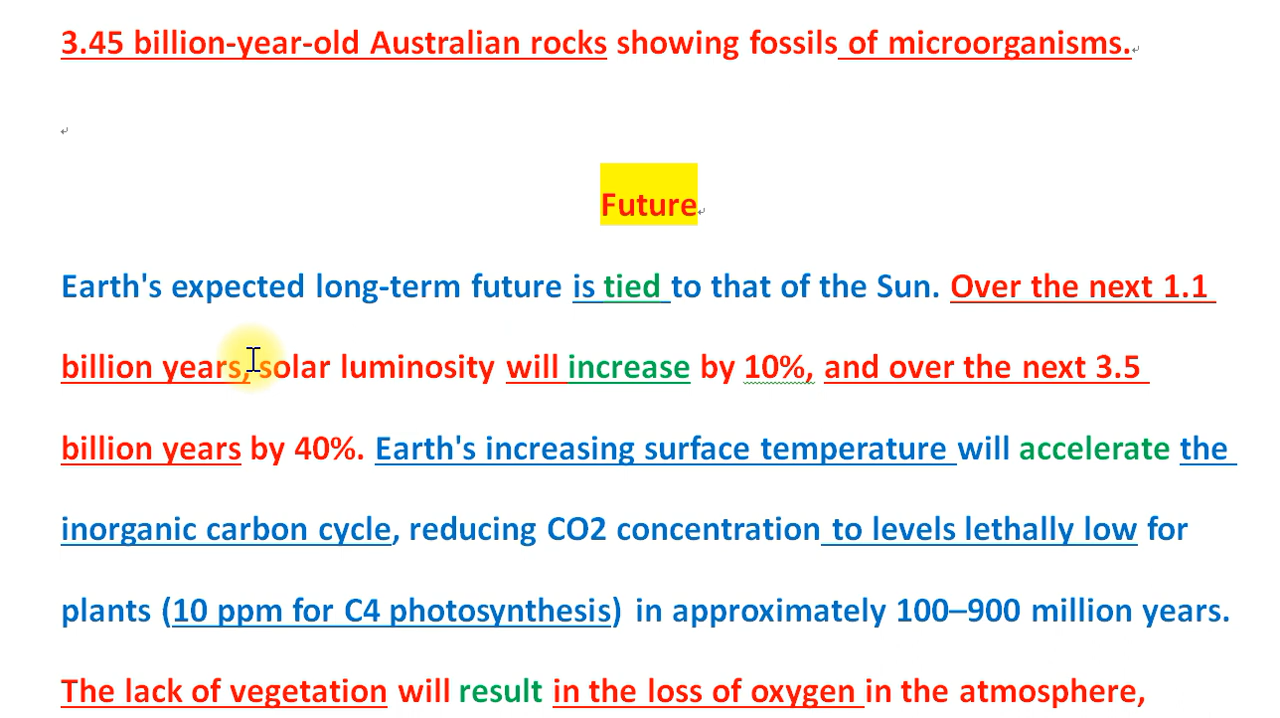 3.45 billion-year-old Australian rocks showing fossils of microorganisms.
Future
Earth's expected long-term future is tied to that of the Sun. Over the next 1.1
billion years, solar luminosity will increase by 10%, and over the next 3.5
billion years by 40%. Earth's increasing surface temperature will accelerate the
inorganic carbon cycle, reducing CO2 concentration to levels lethally low for
plants (10 ppm for C4 photosynthesis) in approximately 100–900 million years.
The lack of vegetation will result in the loss of oxygen in the atmosphere,